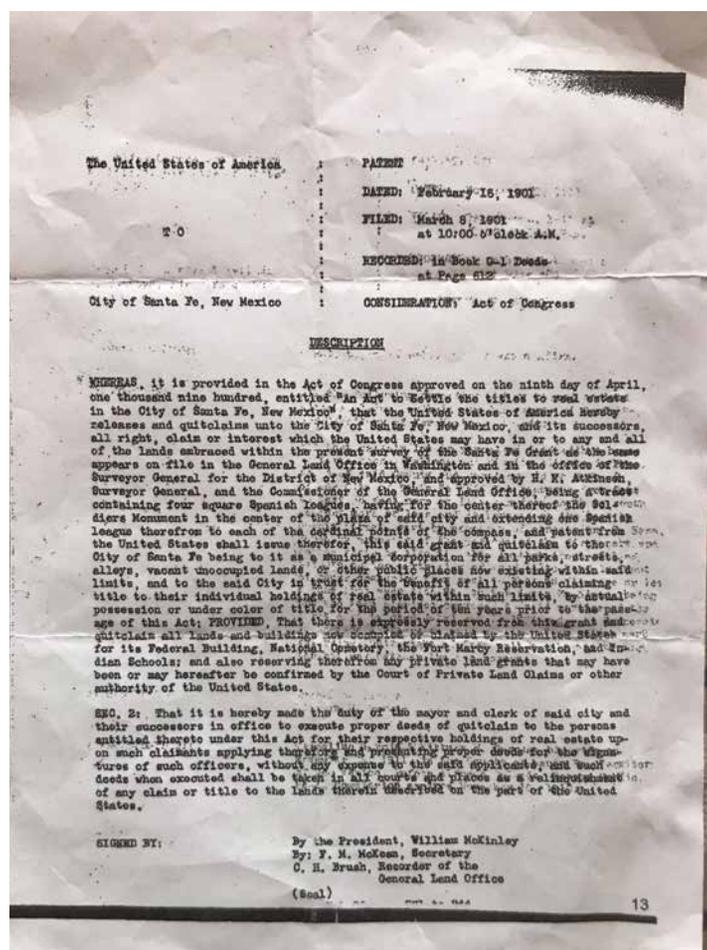 The United States of America : PATENT
DATED: February 16, 1901
FILED: March 8, 1901
TO : at 10:00 o'clock A.M.
RECORDED: in Book O-1 Deeds
at Page 612
City of Santa Fe, New Mexico : CONSIDERATION: Act of Congress
DESCRIPTION
WHEREAS, it is provided in the Act of Congress approved on the ninth day of April,
one thousand nine hundred, entitled "An Act to Settle the titles to real estate
in the City of Santa Fe, New Mexico", that the United States of America hereby
releases and quitclaims unto the City of Santa Fe, New Mexico, and its successors,
all right, claim or interest which the United States may have in or to any and all
of the lands embraced within the present survey of the Santa Fe Grant as the same
appears on file in the General Land Office in Washington and in the office of the
Surveyor General for the District of New Mexico, and approved by H. M. Atkinson,
Surveyor General, and the Commissioner of the General Land Office; being a tract
containing four square Spanish leagues, having for the center thereof the Sol-
diers Monument in the center of the plaza of said city and extending one Spanish
league therefrom to each of the cardinal points of the compass, and patent from
the United States shall issue therefor, this said grant and quitclaim to the
City of Santa Fe being to it as a municipal corporation for all parks, streets,
alleys, vacant unoccupied lands, or other public places now existing within said
limits, and to the said City in trust for the benefit of all persons claiming
title to their individual holdings of real estate within such limits, by actual
possession or under color of title for the period of ten years prior to the pass-
age of this Act: PROVIDED, That there is expressly reserved from this grant and
quitclaim all lands and buildings now occupied or claimed by the United States
for its Federal Building, National Cemetery, the Fort Marcy Reservation, and In-
dian Schools; and also reserving therefrom any private land grants that may have
been or may hereafter be confirmed by the Court of Private Land Claims or other
authority of the United States.
SEC. 2: That it is hereby made the duty of the mayor and clerk of said city and
their successors in office to execute proper deeds of quitclaim to the persons
entitled thereto under this Act for their respective holdings of real estate up-
on such claimants applying therefore and presenting proper deeds for the signa-
tures of such officers, without any expense to the said applicants, and such
deeds when executed shall be taken in all courts and places as a relinquishment
of any claim or title to the lands therein described on the part of the United
States.
SIGNED BY: By the President, William McKinley
By: F. M. McKean, Secretary
C. H. Brush, Recorder of the
General Land Office
(Seal)
13